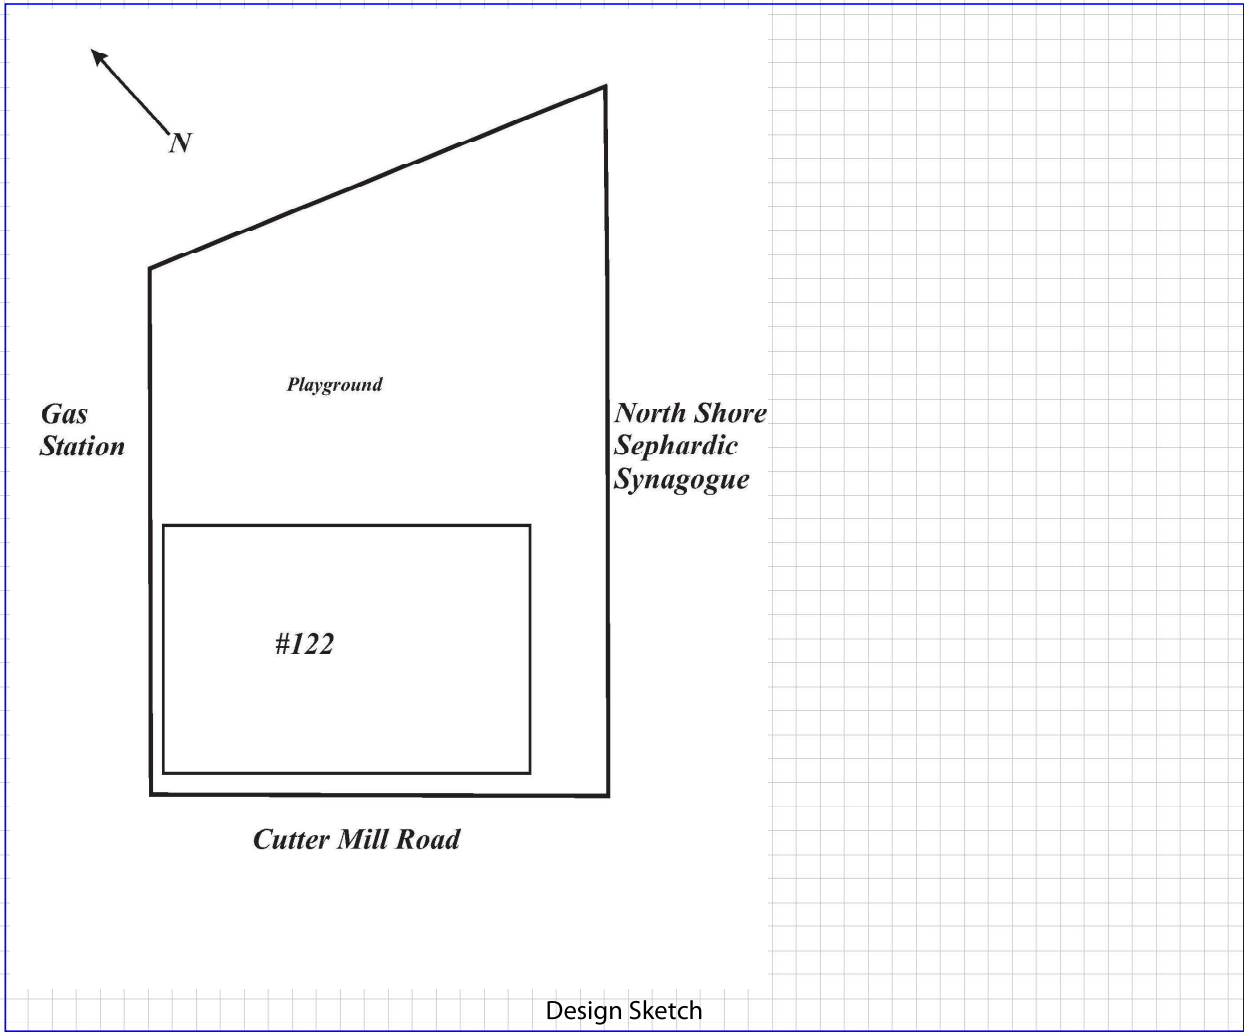 N
Playground
Gas
Station
North Shore
Sephardic
Synagogue
#122
Cutter Mill Road
Design Sketch